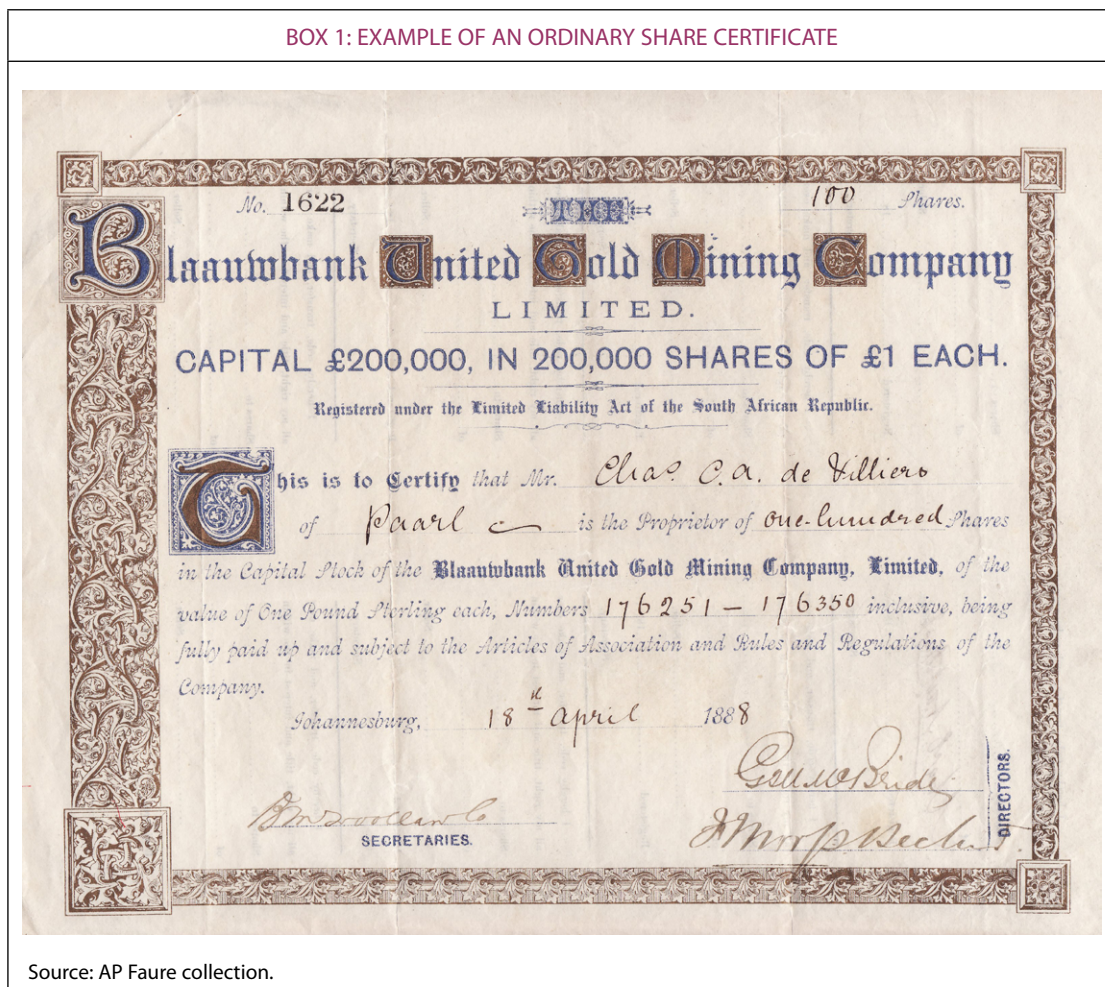 BOX 1: EXAMPLE OF AN ORDINARY SHARE CERTIFICATE
No. 1622 100 Shares.
THE
Blaauwbank United Gold Mining Company
LIMITED.
CAPITAL £200,000, IN 200,000 SHARES OF £1 EACH.
Registered under the Limited Liability Act of the South African Republic.
This is to Certify that Mr. Chas. C.A. de Villiers
of Paarl is the Proprietor of one-hundred Shares
in the Capital Stock of the Blaauwbank United Gold Mining Company, Limited, of the
value of One Pound Sterling each, Numbers 176251 - 176350 inclusive, being
fully paid up and subject to the Articles of Association and Rules and Regulations of the
Company.
Johannesburg, 18th April 1888
McBride
SECRETARIES.
DIRECTORS.
Source: AP Faure collection.